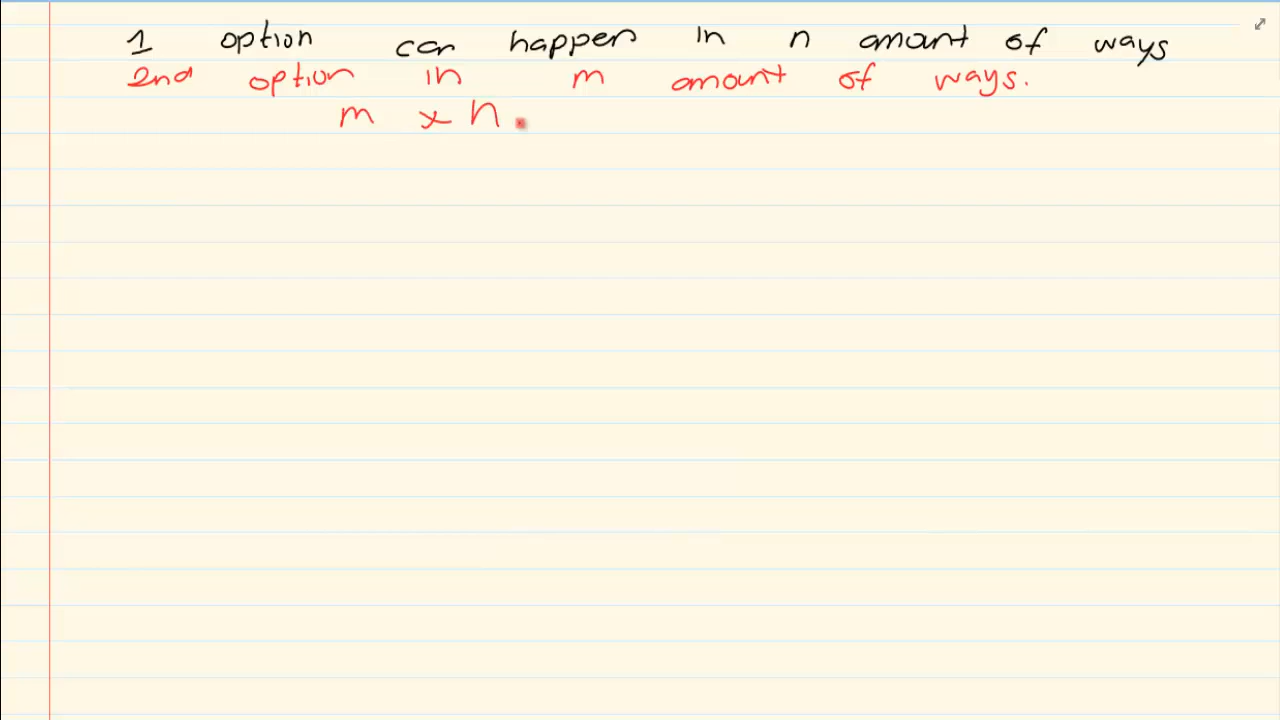 1 option can happen in n amount of ways
2nd option in m amount of ways.
m x n